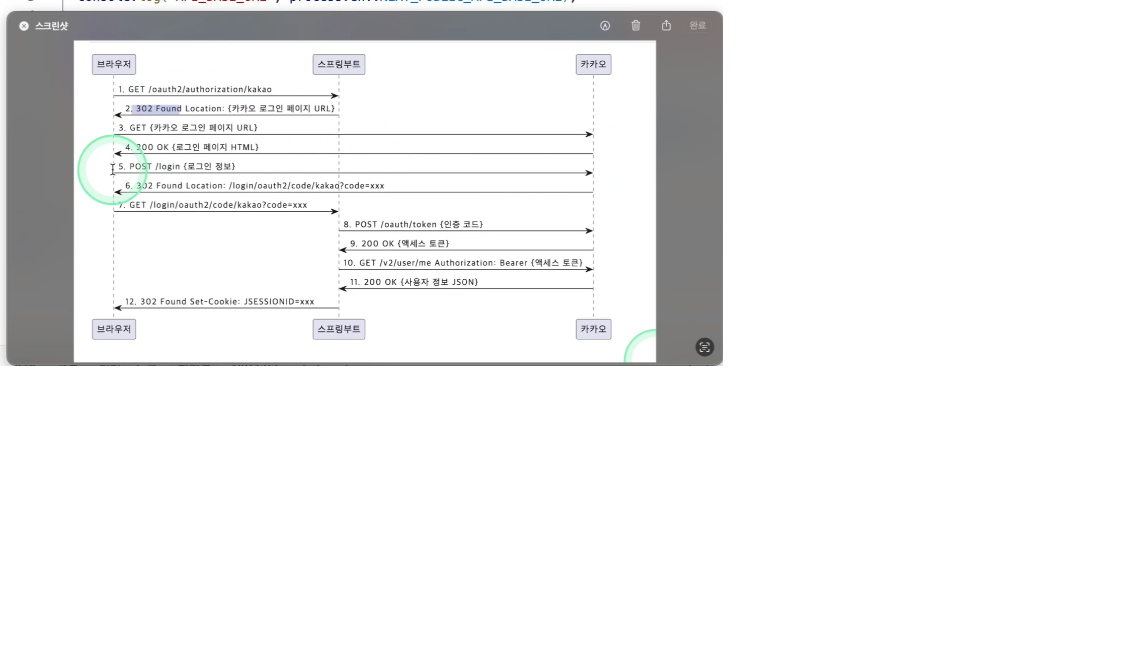 스크린샷
완료
브라우저 스프링부트 카카오
1. GET /oauth2/authorization/kakao
2. 302 Found Location: {카카오 로그인 페이지 URL}
3. GET {카카오 로그인 페이지 URL}
4. 200 OK {로그인 페이지 HTML}
5. POST /login {로그인 정보}
6. 302 Found Location: /login/oauth2/code/kakao?code=xxx
7. GET /login/oauth2/code/kakao?code=xxx
8. POST /oauth/token {인증 코드}
9. 200 OK {액세스 토큰}
10. GET /v2/user/me Authorization: Bearer {액세스 토큰}
11. 200 OK {사용자 정보 JSON}
12. 302 Found Set-Cookie: JSESSIONID=xxx
브라우저 스프링부트 카카오